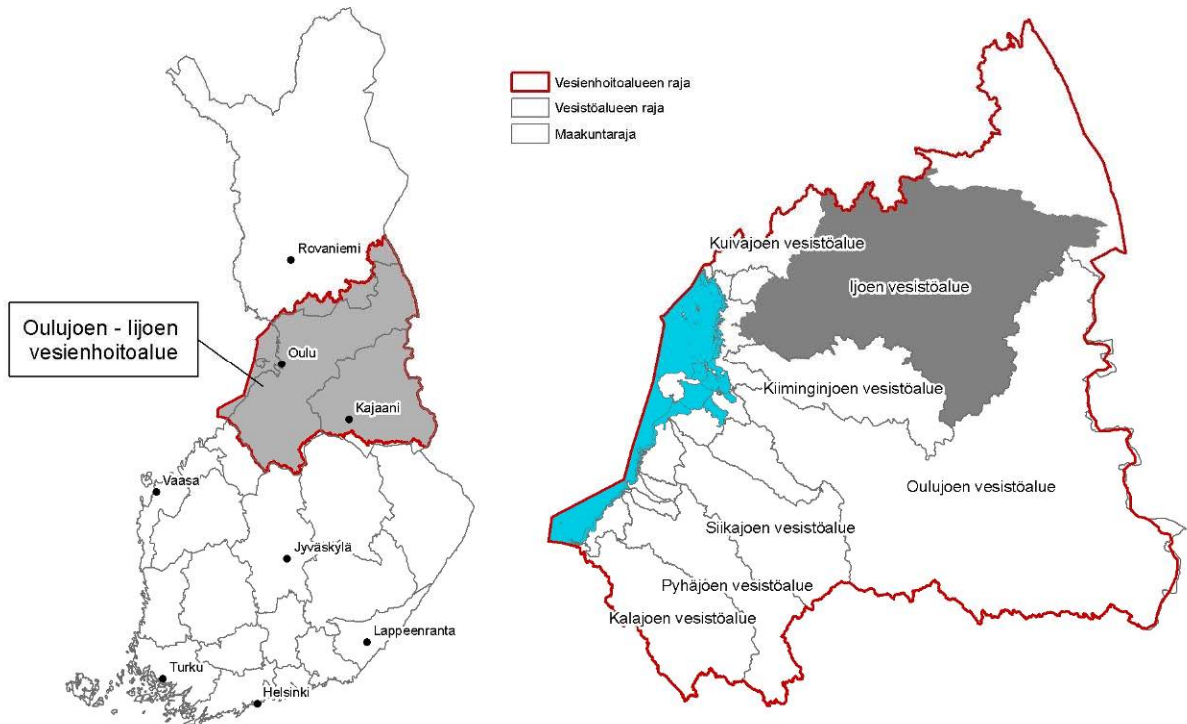 Rovaniemi
Oulujoen - Iijoen
vesienhoitoalue
Oulu
Kajaani
Vaasa
Jyväskylä
Lappeenranta
Turku
Helsinki
Vesienhoitoalueen raja
Vesistöalueen raja
Maakuntaraja
Kuivajoen vesistöalue
Ijoen vesistöalue
Kiiminginjoen vesistöalue
Oulujoen vesistöalue
Siikajoen vesistöalue
Pyhäjoen vesistöalue
Kalajoen vesistöalue